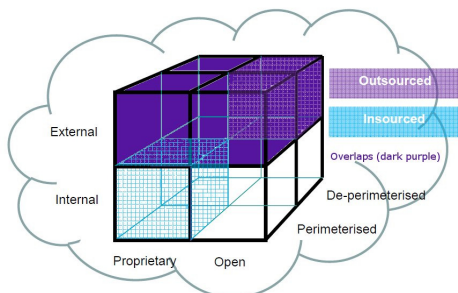 Outsourced
Insourced
External
Overlaps (dark purple)
Internal
De-perimeterised
Perimeterised
Proprietary
Open